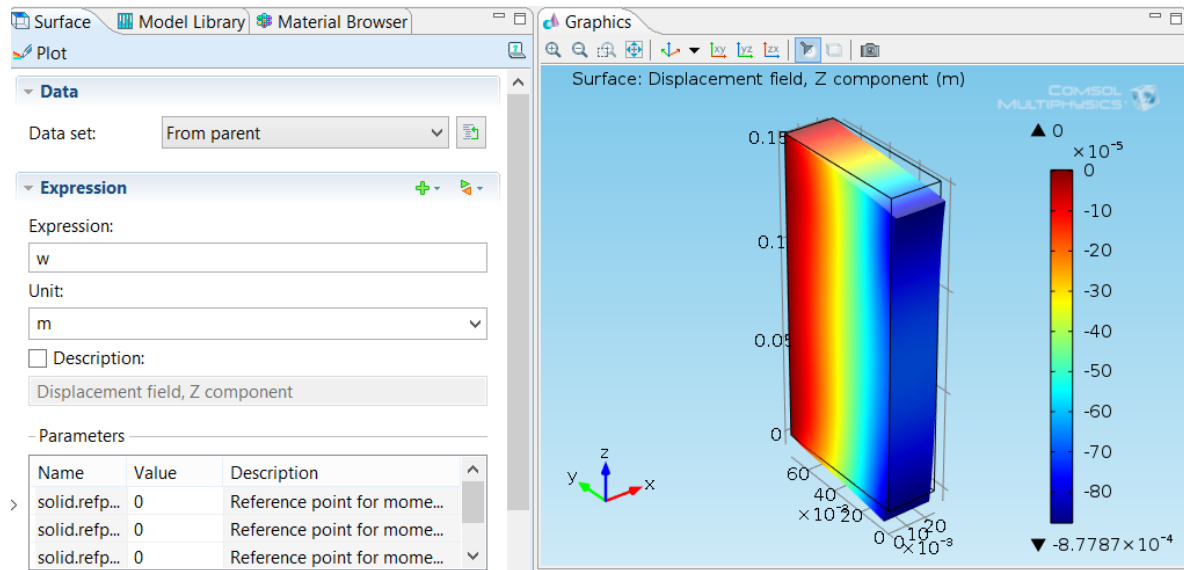 Surface Model Library Material Browser
Plot
Data
Data set: From parent
Expression
Expression:
w
Unit:
m
Description:
Displacement field, Z component
Parameters
Name Value Description
solid.refp... 0 Reference point for mome...
solid.refp... 0 Reference point for mome...
solid.refp... 0 Reference point for mome...
Graphics
xy yz zx
Surface: Displacement field, Z component (m)
COMSOL
MULTIPHYSICS
▲ 0
×10⁻⁵
0
-10
-20
-30
-40
-50
-60
-70
-80
▼ -8.7787×10⁻⁴
0.15
0.1
0.05
0
60
40
×10⁻³
20
0
0
10
20
×10⁻³
z
y
x